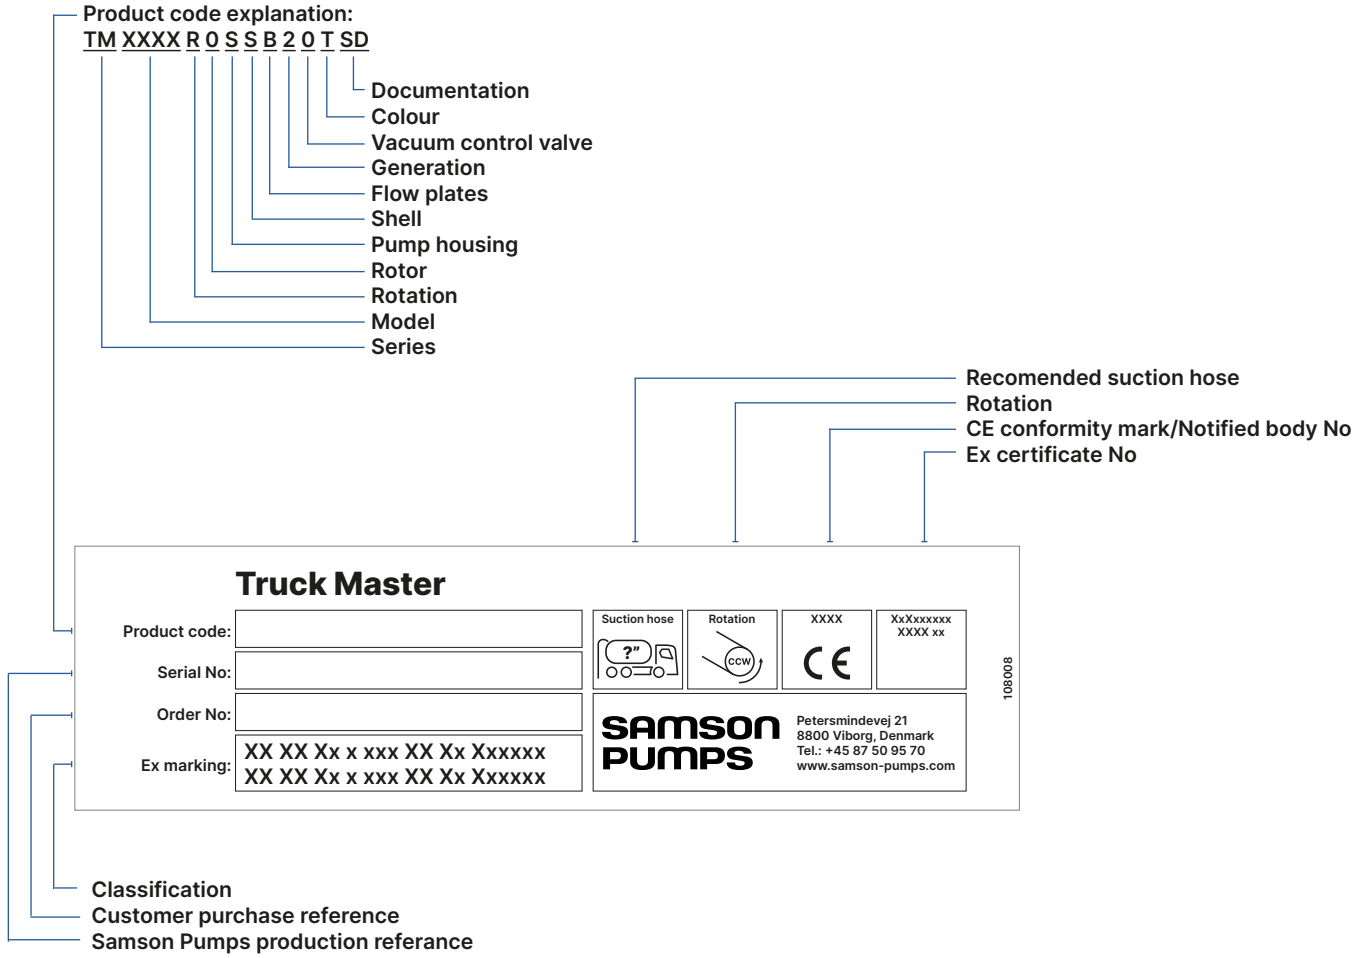 Product code explanation:
TM XXXX R 0 S S B 2 0 T SD
Documentation
Colour
Vacuum control valve
Generation
Flow plates
Shell
Pump housing
Rotor
Rotation
Model
Series
Recomended suction hose
Rotation
CE conformity mark/Notified body No
Ex certificate No
Truck Master
Product code:
Serial No:
Order No:
Ex marking:
XX XX Xx x xxx XX Xx Xxxxxx
XX XX Xx x xxx XX Xx Xxxxxx
Suction hose
?"
Rotation
CCW
XXXX
CE
XxXxxxxxx
XXXX xx
108008
SAMSON
PUMPS
Petersmindevej 21
8800 Viborg, Denmark
Tel.: +45 87 50 95 70
www.samson-pumps.com
Classification
Customer purchase reference
Samson Pumps production referance